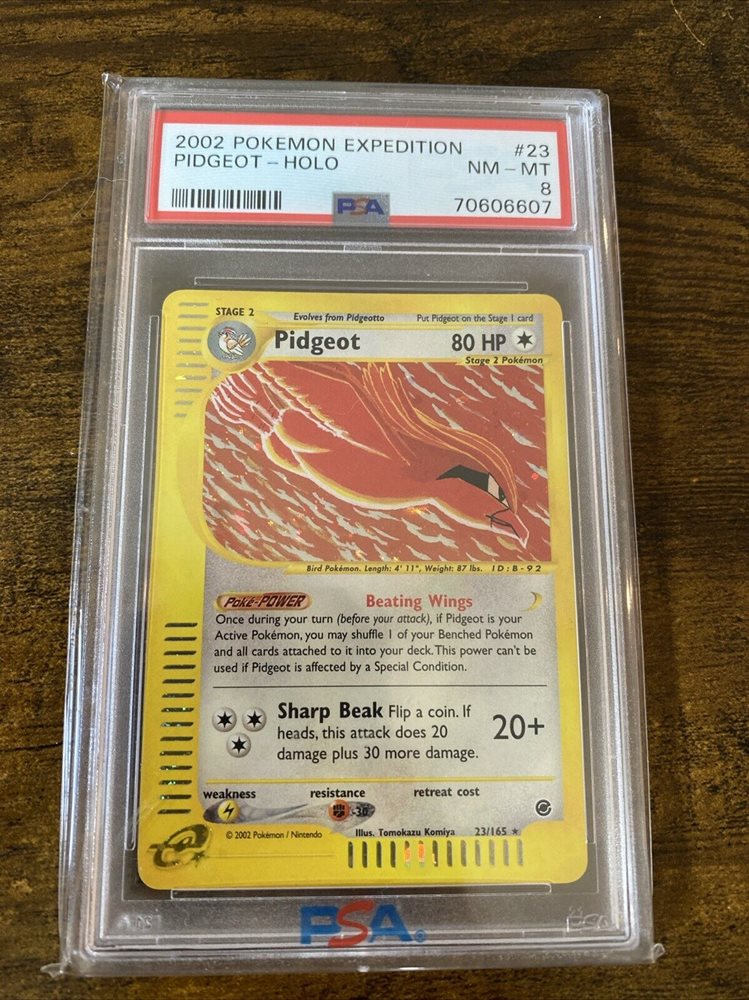 2002 POKEMON EXPEDITION #23
PIDGEOT - HOLO NM - MT
8
PSA 70606607
STAGE 2 Evolves from Pidgeotto Put Pidgeot on the Stage 1 card
Pidgeot 80 HP
Stage 2 Pokémon
Bird Pokémon. Length: 4' 11", Weight: 87 lbs. ID : B - 92
Poké-POWER Beating Wings
Once during your turn (before your attack), if Pidgeot is your
Active Pokémon, you may shuffle 1 of your Benched Pokémon
and all cards attached to it into your deck. This power can't be
used if Pidgeot is affected by a Special Condition.
Sharp Beak Flip a coin. If
heads, this attack does 20 20+
damage plus 30 more damage.
weakness resistance retreat cost
-30
© 2002 Pokémon / Nintendo Illus. Tomokazu Komiya 23/165 ★
PSA®